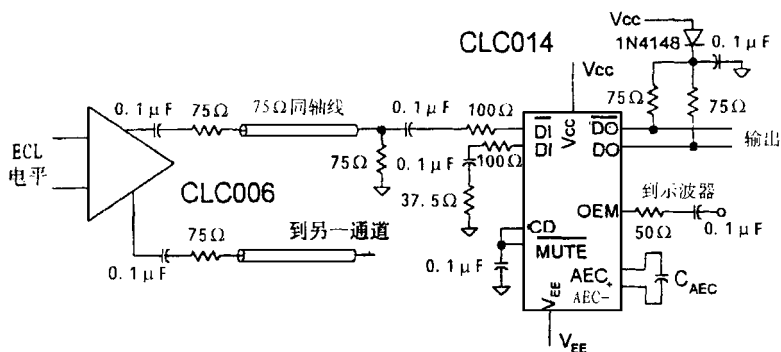 Vcc
1N4148
0.1μF
CLC014
Vcc
0.1μF
75Ω
75Ω同轴线
0.1μF
100Ω
75Ω
75Ω
DI
Vcc
DO
DI
DO
输出
ECL
电平
75Ω
0.1μF
100Ω
CLC006
37.5Ω
到示波器
OEM
50Ω
0.1μF
75Ω
到另一通道
CD
MUTE
0.1μF
0.1μF
AEC+
AEC-
CAEC
VEE
VEE